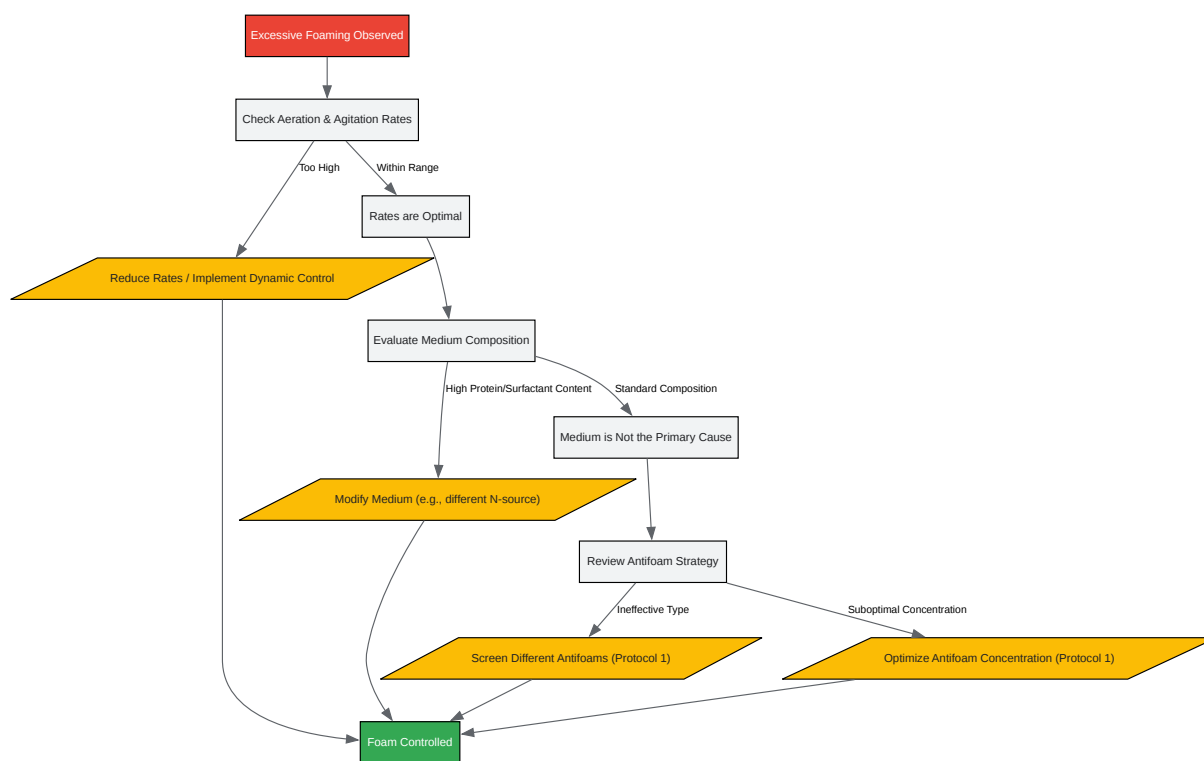 Excessive Foaming Observed
Check Aeration & Agitation Rates
Too High
Within Range
Rates are Optimal
Reduce Rates / Implement Dynamic Control
Evaluate Medium Composition
High Protein/Surfactant Content
Standard Composition
Medium is Not the Primary Cause
Modify Medium (e.g., different N-source)
Review Antifoam Strategy
Ineffective Type
Suboptimal Concentration
Screen Different Antifoams (Protocol 1)
Optimize Antifoam Concentration (Protocol 1)
Foam Controlled